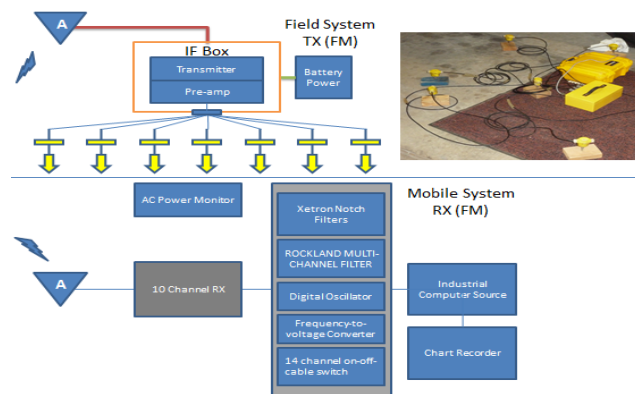 A
Field System
TX (FM)
IF Box
Transmitter
Pre-amp
Battery
Power
Mobile System
RX (FM)
AC Power Monitor
Xetron Notch
Filters
ROCKLAND MULTI-
CHANNEL FILTER
A
10 Channel RX
Digital Oscillator
Industrial
Computer Source
Frequency-to-
voltage Converter
Chart Recorder
14 channel on-off-
cable switch